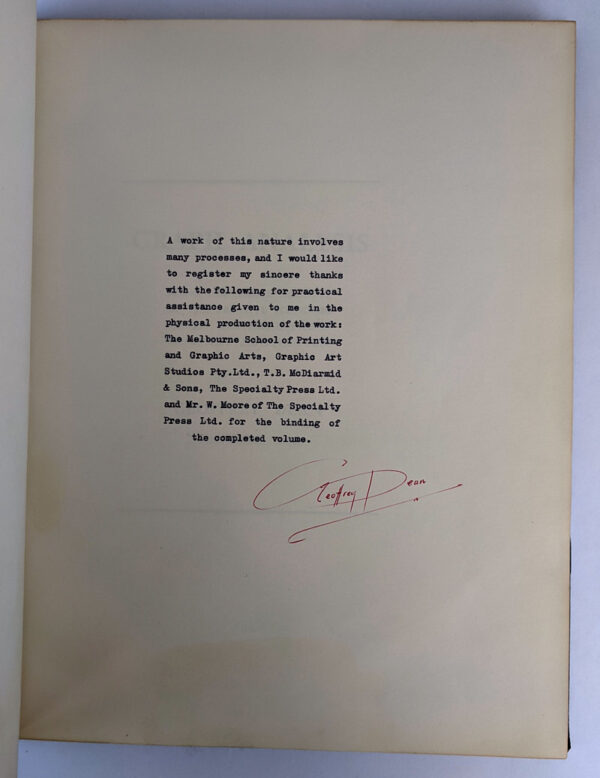 A work of this nature involves
many processes, and I would like
to register my sincere thanks
with the following for practical
assistance given to me in the
physical production of the work:
The Melbourne School of Printing
and Graphic Arts, Graphic Art
Studios Pty.Ltd., T.B. McDiarmid
& Sons, The Specialty Press Ltd.
and Mr. W. Moore of The Specialty
Press Ltd. for the binding of
the completed volume.
Geoffrey Dean